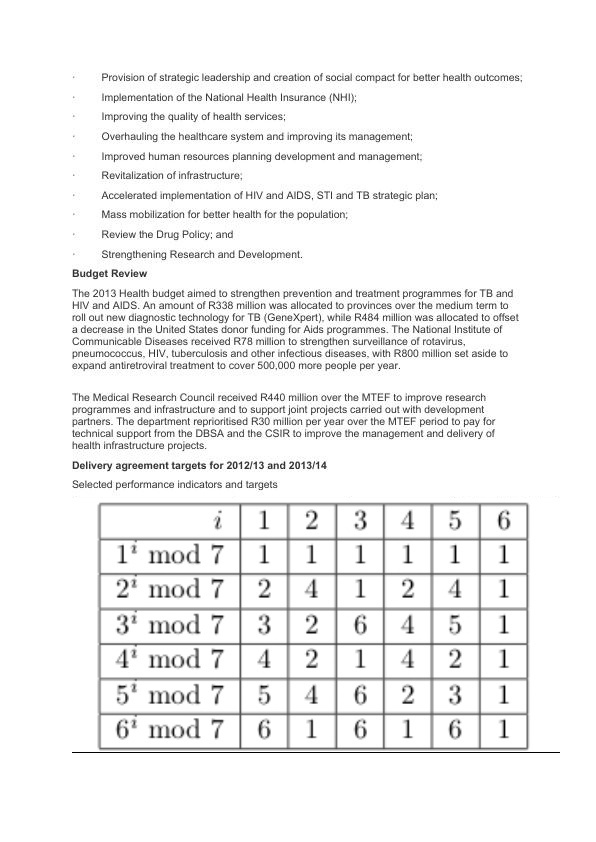 · Provision of strategic leadership and creation of social compact for better health outcomes;
· Implementation of the National Health Insurance (NHI);
· Improving the quality of health services;
· Overhauling the healthcare system and improving its management;
· Improved human resources planning development and management;
· Revitalization of infrastructure;
· Accelerated implementation of HIV and AIDS, STI and TB strategic plan;
· Mass mobilization for better health for the population;
· Review the Drug Policy; and
· Strengthening Research and Development.
Budget Review
The 2013 Health budget aimed to strengthen prevention and treatment programmes for TB and
HIV and AIDS. An amount of R338 million was allocated to provinces over the medium term to
roll out new diagnostic technology for TB (GeneXpert), while R484 million was allocated to offset
a decrease in the United States donor funding for Aids programmes. The National Institute of
Communicable Diseases received R78 million to strengthen surveillance of rotavirus,
pneumococcus, HIV, tuberculosis and other infectious diseases, with R800 million set aside to
expand antiretroviral treatment to cover 500,000 more people per year.
The Medical Research Council received R440 million over the MTEF to improve research
programmes and infrastructure and to support joint projects carried out with development
partners. The department reprioritised R30 million per year over the MTEF period to pay for
technical support from the DBSA and the CSIR to improve the management and delivery of
health infrastructure projects.
Delivery agreement targets for 2012/13 and 2013/14
Selected performance indicators and targets
i 1 2 3 4 5 6
1^i mod 7 1 1 1 1 1 1
2^i mod 7 2 4 1 2 4 1
3^i mod 7 3 2 6 4 5 1
4^i mod 7 4 2 1 4 2 1
5^i mod 7 5 4 6 2 3 1
6^i mod 7 6 1 6 1 6 1